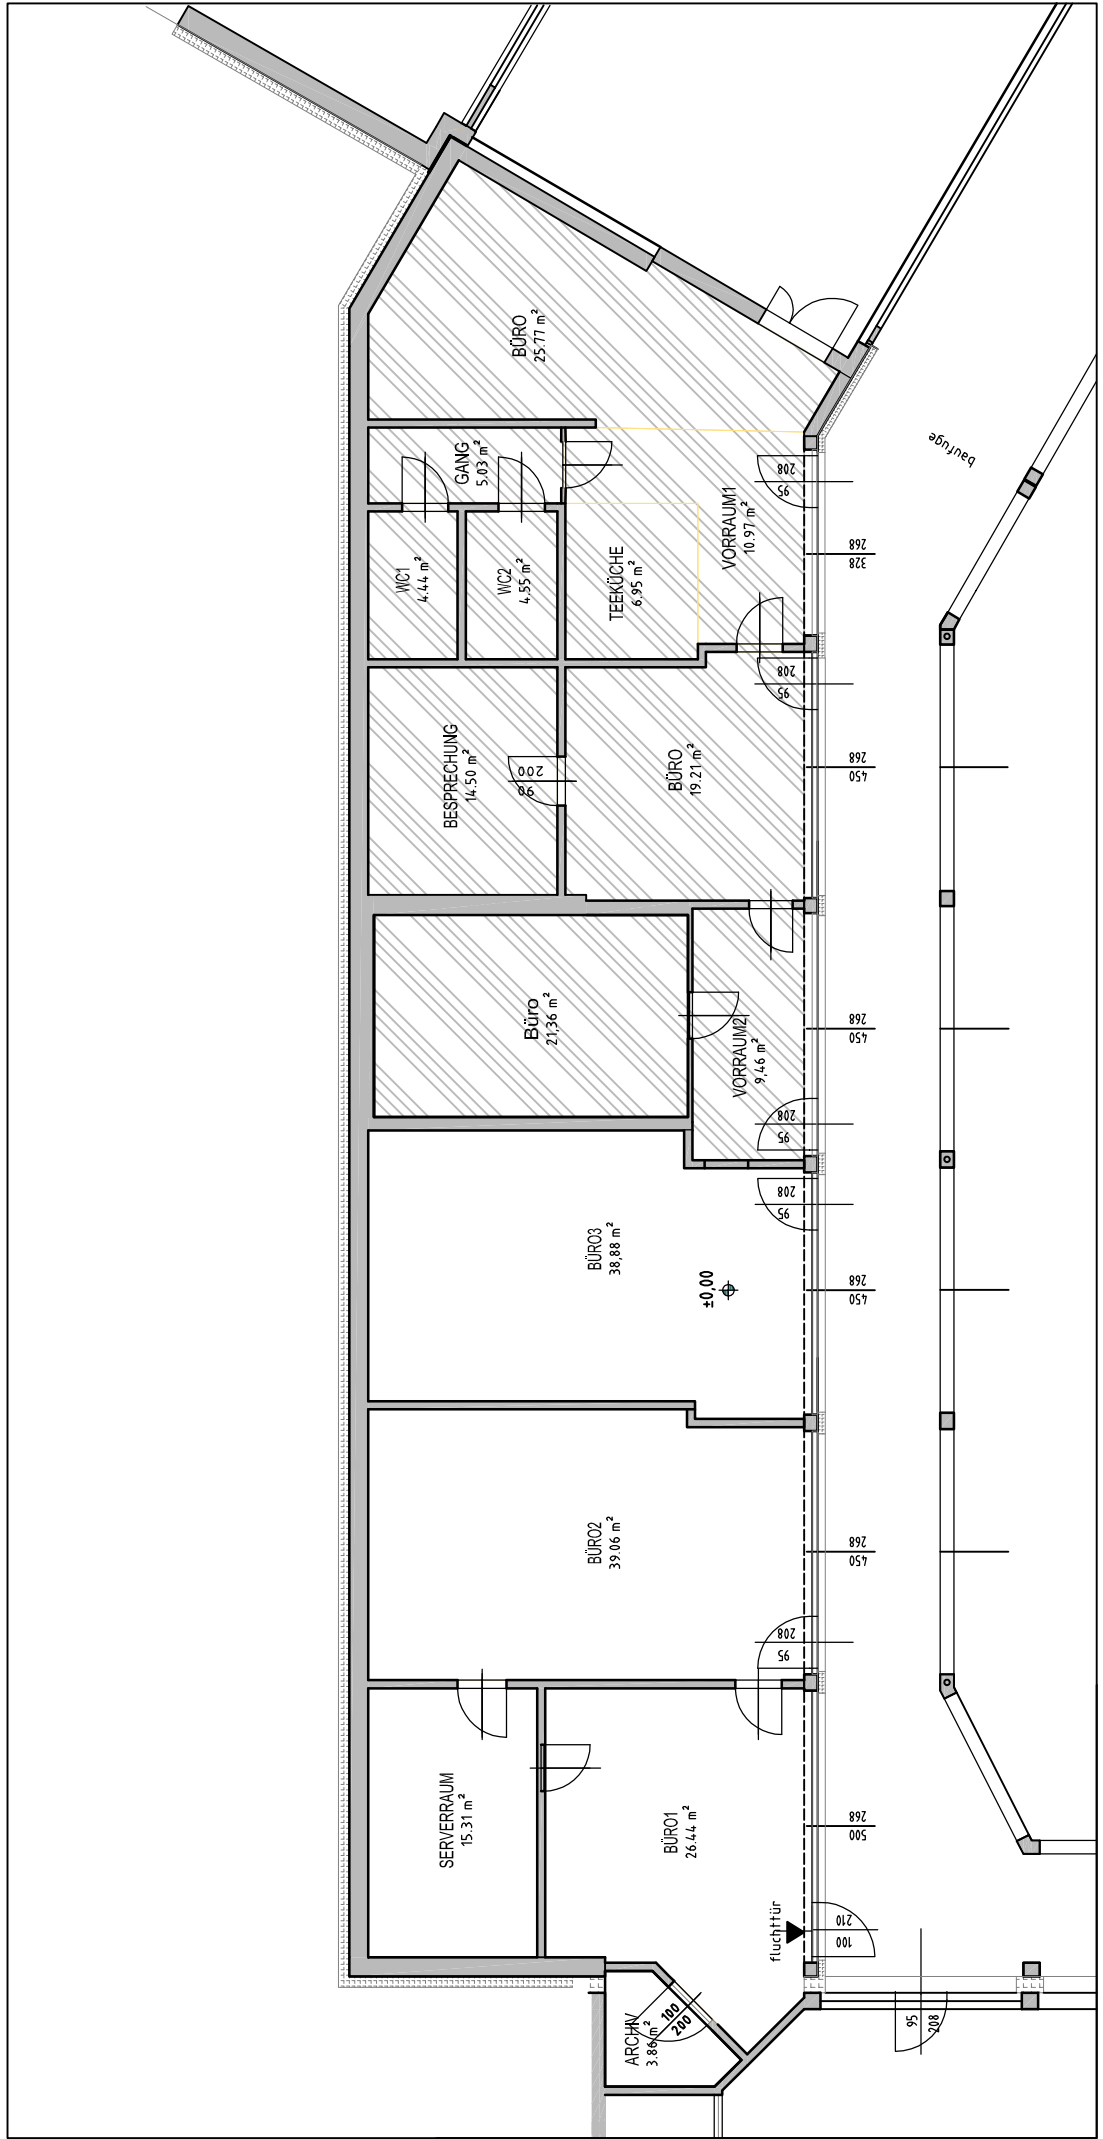 BÜRO
25.77 m²
GANG
5.03 m²
WC1
4.44 m²
WC2
4.55 m²
TEEKÜCHE
6.95 m²
VORRAUM1
10.97 m²
208
95
baufuge
268
328
208
95
BESPRECHUNG
14.50 m²
200
90
BÜRO
19.21 m²
268
450
Büro
21,36 m²
VORRAUM2
9,46 m²
268
450
208
95
208
95
BÜRO3
38,88 m²
±0,00
268
450
BÜRO2
39.06 m²
268
450
208
95
SERVERRAUM
15.31 m²
BÜRO1
26.44 m²
268
500
fluchttür
210
100
ARCHIV
3.86 m²
100
200
95
208